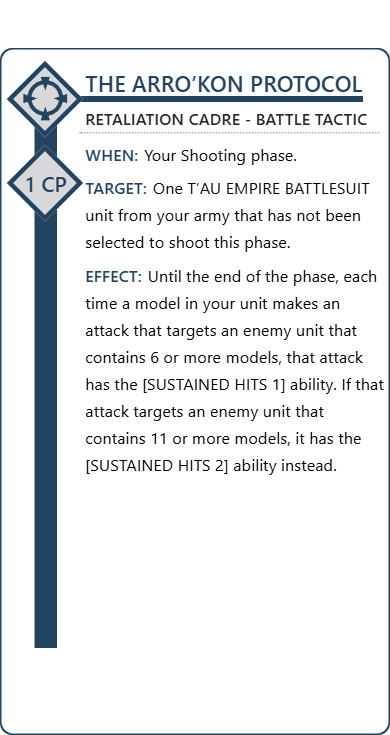 THE ARRO’KON PROTOCOL
RETALIATION CADRE - BATTLE TACTIC
WHEN: Your Shooting phase.
1 CP
TARGET: One T’AU EMPIRE BATTLESUIT
unit from your army that has not been
selected to shoot this phase.
EFFECT: Until the end of the phase, each
time a model in your unit makes an
attack that targets an enemy unit that
contains 6 or more models, that attack
has the [SUSTAINED HITS 1] ability. If that
attack targets an enemy unit that
contains 11 or more models, it has the
[SUSTAINED HITS 2] ability instead.